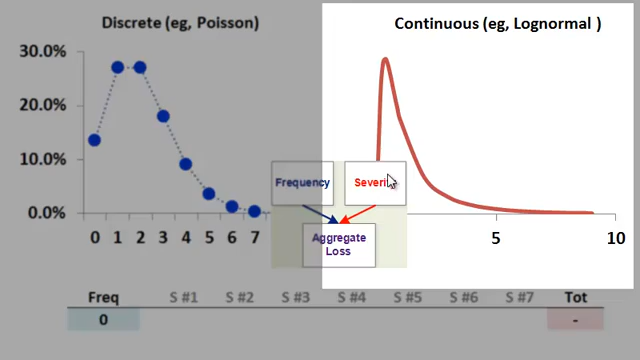 Discrete (eg, Poisson)
Continuous (eg, Lognormal )
30.0%
20.0%
10.0%
0.0%
0 1 2 3 4 5 6 7
5 10
Frequency
Severi
Aggregate
Loss
Freq S #1 S #2 S #3 S #4 S #5 S #6 S #7 Tot
0 -